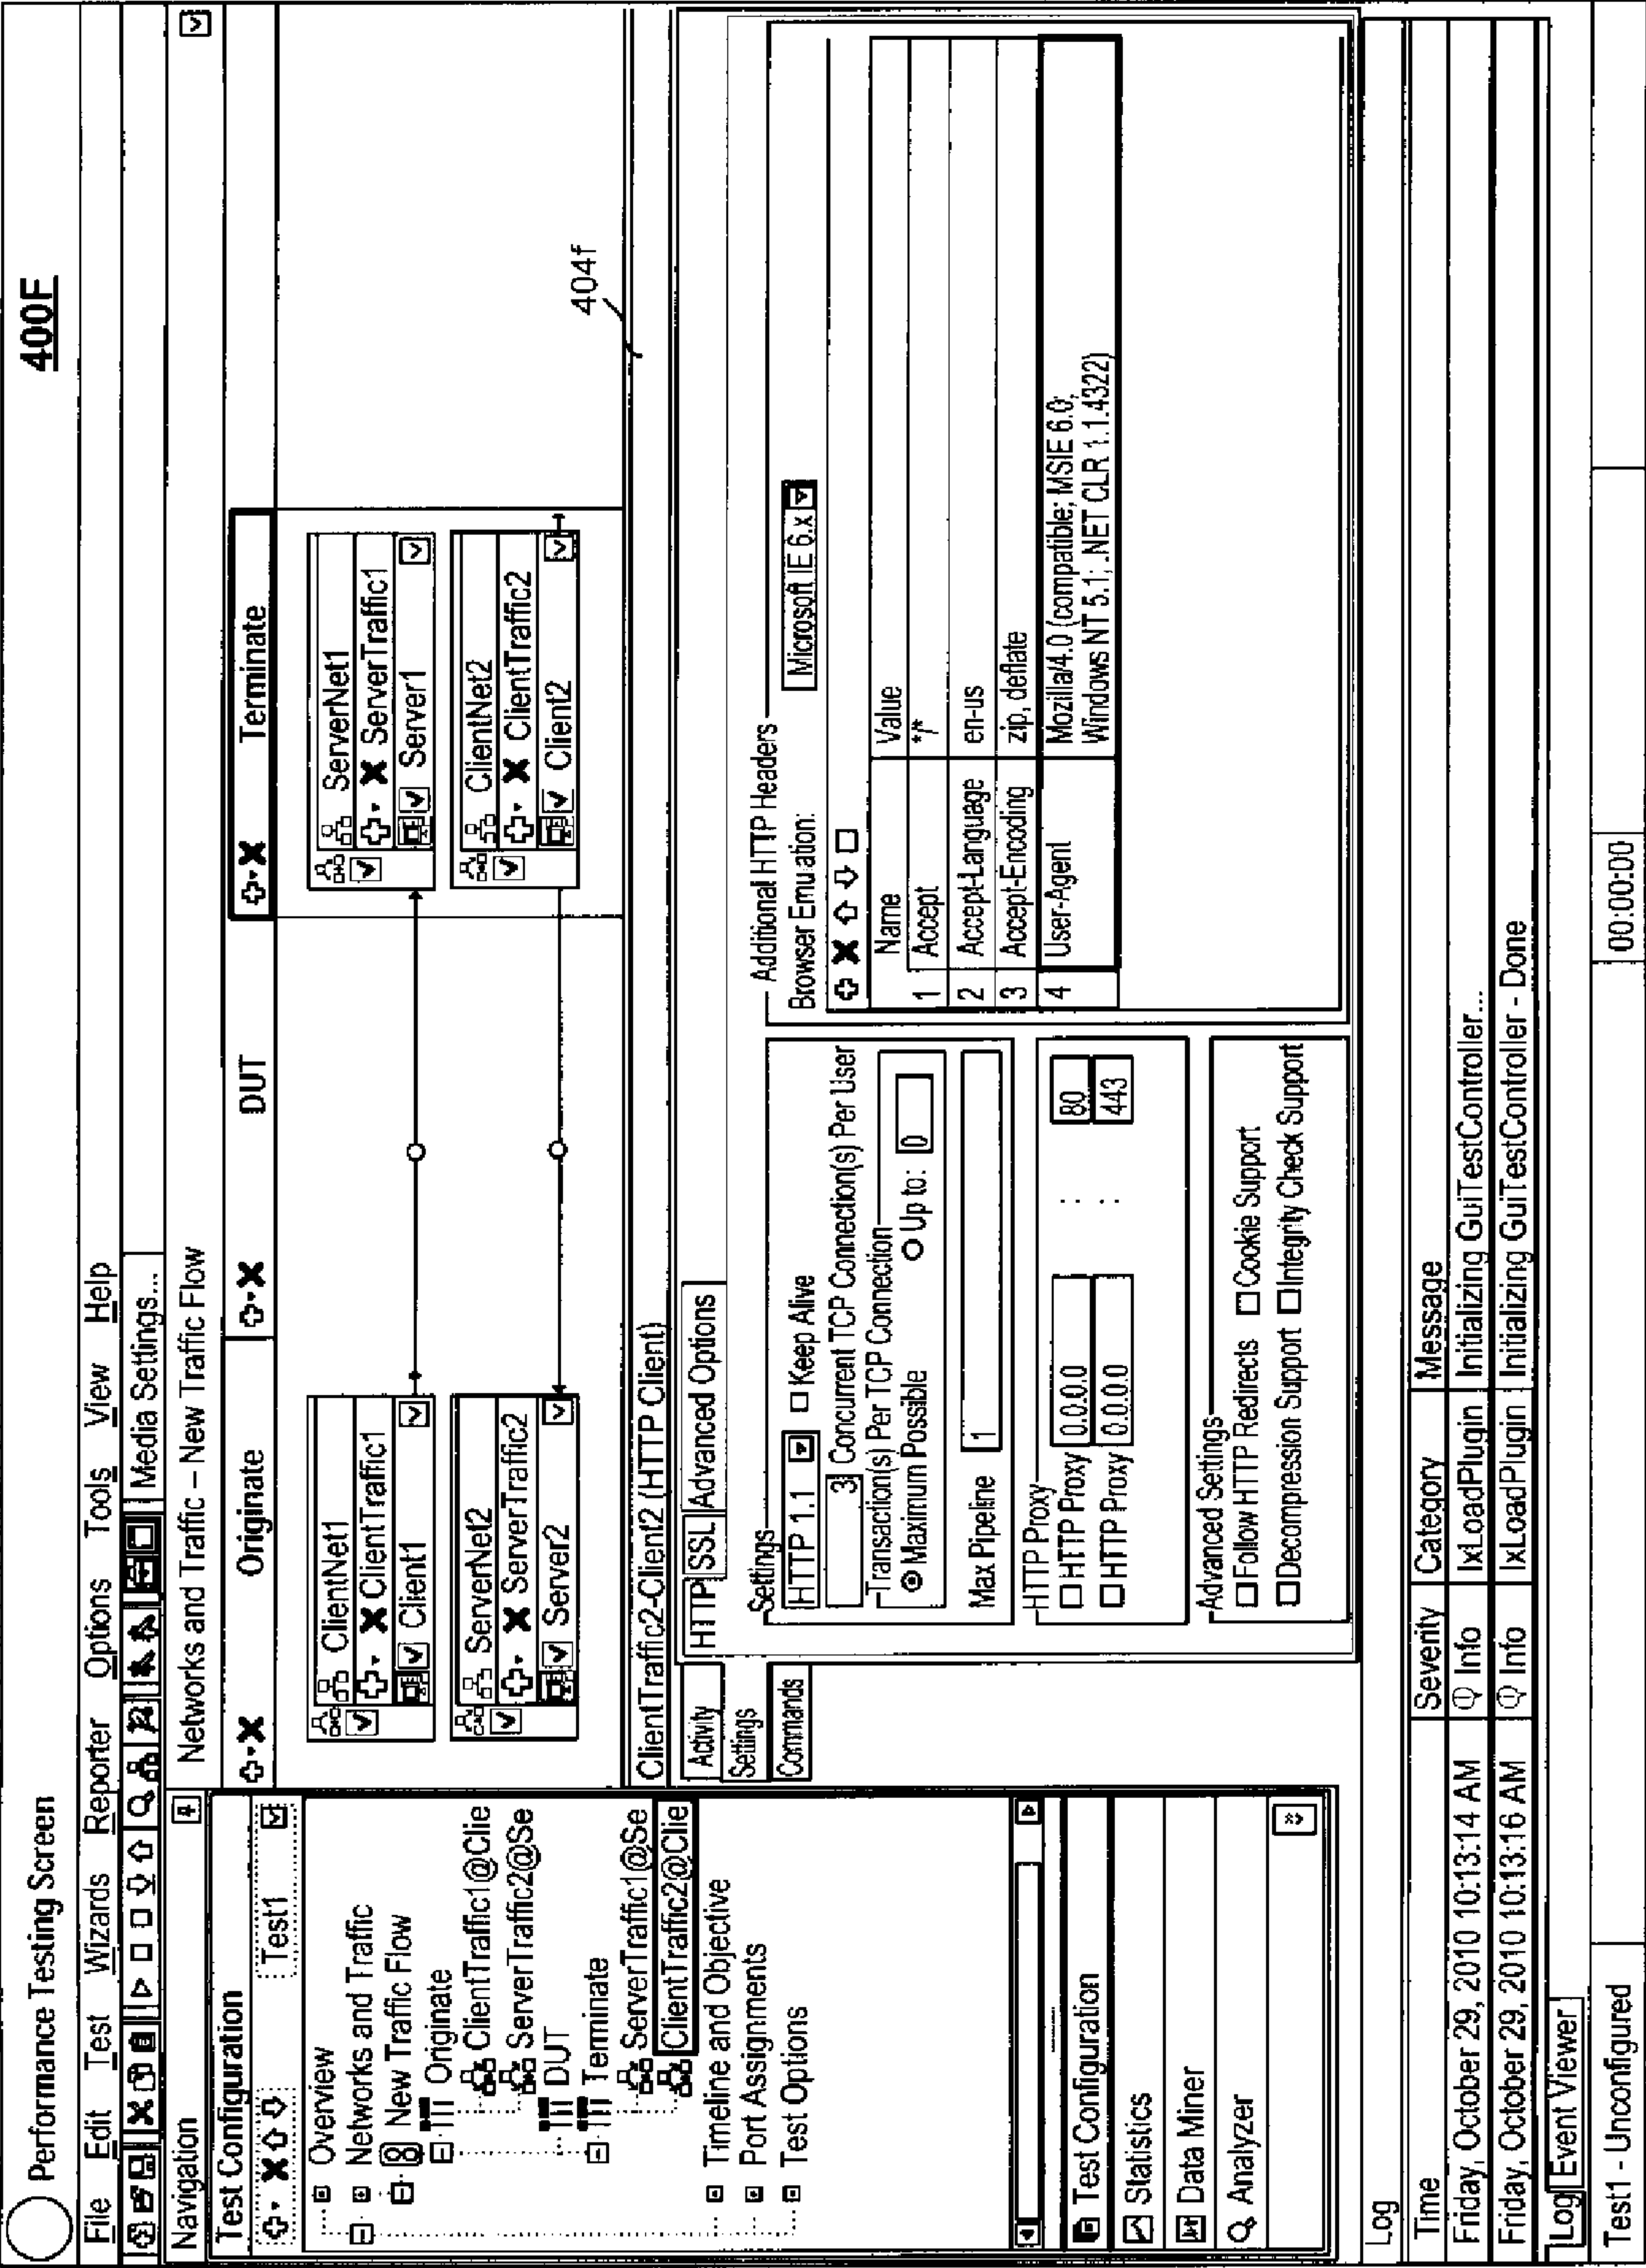 400F
Performance Testing Screen
File Edit Test Wizards Reporter Options Tools View Help
Media Settings...
Navigation
Networks and Traffic – New Traffic Flow
Test Configuration
Test1
Overview
Networks and Traffic
New Traffic Flow
Originate
ClientTraffic1@Clie
ServerTraffic2@Se
DUT
Terminate
ServerTraffic1@Se
ClientTraffic2@Clie
Timeline and Objective
Port Assignments
Test Options
Test Configuration
Statistics
Data Miner
Analyzer
Originate DUT Terminate
ClientNet1
ClientTraffic1
Client1
ServerNet2
ServerTraffic2
Server2
ServerNet1
ServerTraffic1
Server1
ClientNet2
ClientTraffic2
Client2
404f
ClientTraffic2-Client2 (HTTP Client)
Activity
Settings
Commands
HTTP SSL Advanced Options
Settings
HTTP 1.1 Keep Alive
3 Concurrent TCP Connection(s) Per User
Transaction(s) Per TCP Connection
Maximum Possible Up to: 0
Max Pipeline 1
HTTP Proxy
HTTP Proxy 0.0.0.0 : 80
HTTP Proxy 0.0.0.0 : 443
Advanced Settings
Follow HTTP Redirects Cookie Support
Decompression Support Integrity Check Support
Additional HTTP Headers
Browser Emulation: Microsoft IE 6.x
Name Value
1 Accept */*
2 Accept-Language en-us
3 Accept-Encoding zip, deflate
4 User-Agent Mozilla/4.0 (compatible; MSIE 6.0;
Windows NT 5.1; .NET CLR 1.1.4322)
Log
Time Severity Category Message
Friday, October 29, 2010 10:13:14 AM Info IxLoadPlugin Initializing GuiTestController...
Friday, October 29, 2010 10:13:16 AM Info IxLoadPlugin Initializing GuiTestController - Done
Log Event Viewer
Test1 - Unconfigured 00:00:00